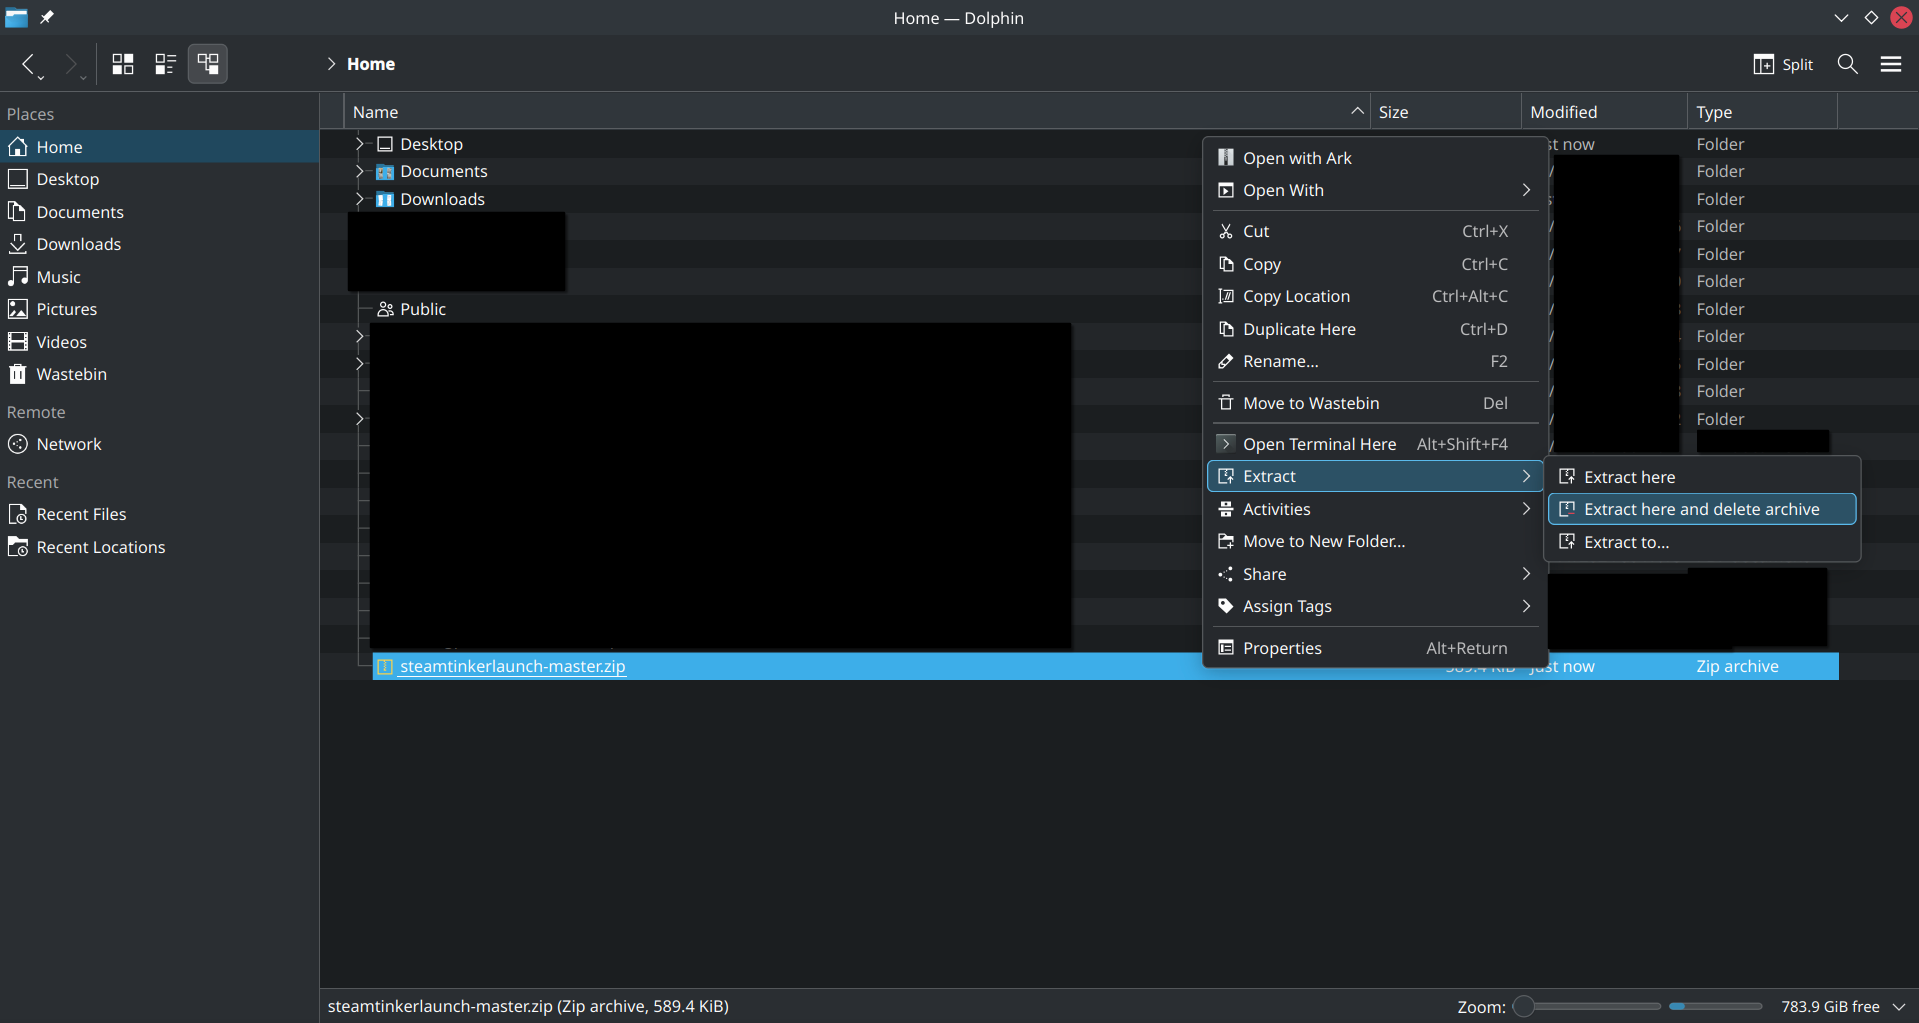 Home — Dolphin
Home
Split
Places
Home
Desktop
Documents
Downloads
Music
Pictures
Videos
Wastebin
Remote
Network
Recent
Recent Files
Recent Locations
Name Size Modified Type
Desktop st now Folder
Documents Folder
Downloads Folder
Folder
Folder
Folder
Public Folder
Folder
Folder
Folder
Folder
steamtinkerlaunch-master.zip 589.4 KiB Just now Zip archive
Open with Ark
Open With
Cut Ctrl+X
Copy Ctrl+C
Copy Location Ctrl+Alt+C
Duplicate Here Ctrl+D
Rename... F2
Move to Wastebin Del
Open Terminal Here Alt+Shift+F4
Extract
Activities
Move to New Folder...
Share
Assign Tags
Properties Alt+Return
Extract here
Extract here and delete archive
Extract to...
steamtinkerlaunch-master.zip (Zip archive, 589.4 KiB)
Zoom:
783.9 GiB free